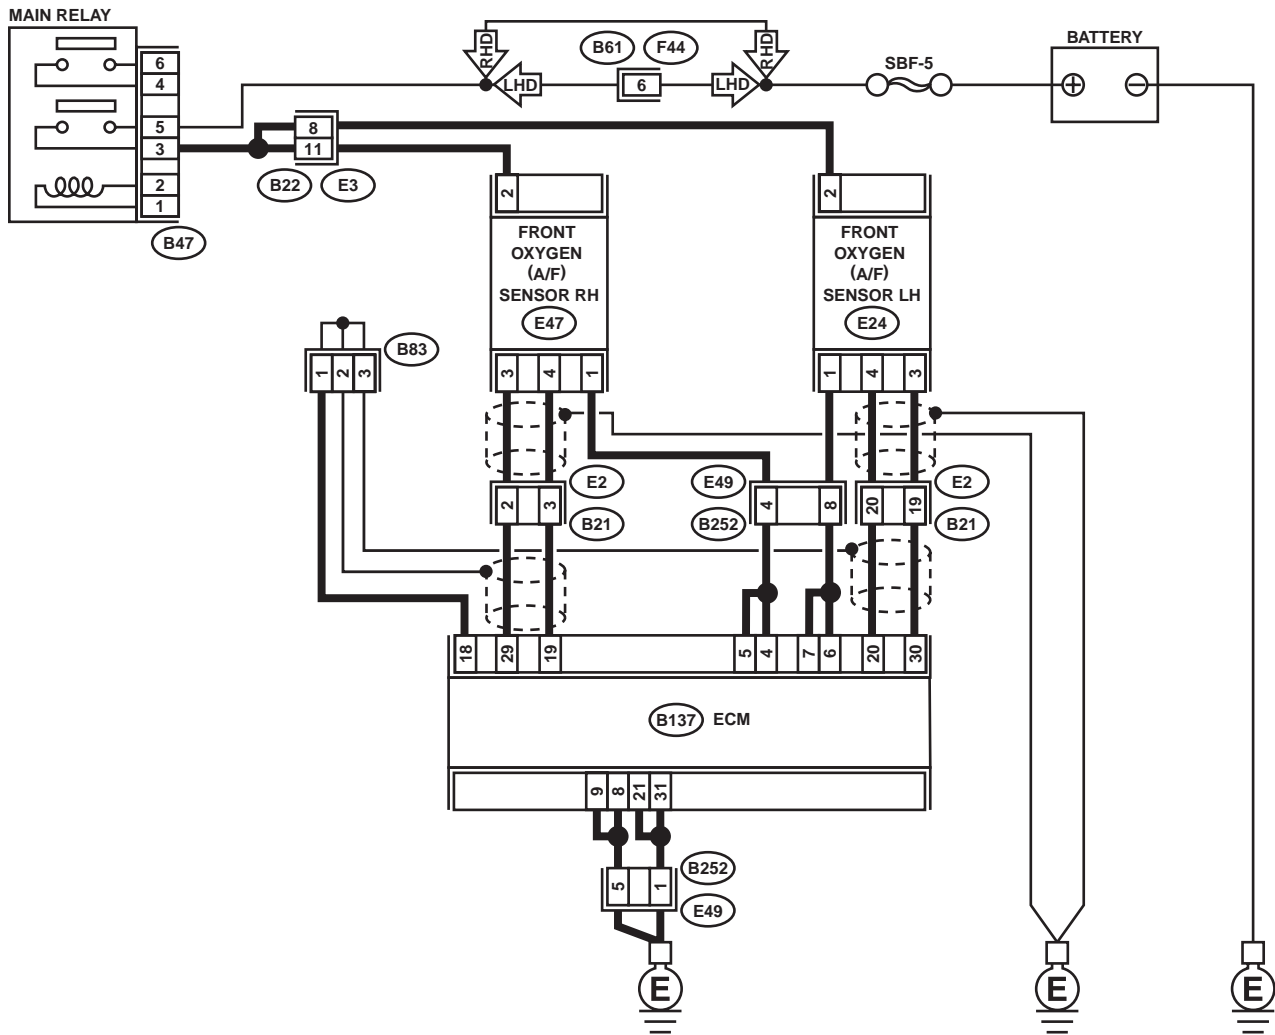 MAIN RELAY
BATTERY
SBF-5
RHD
RHD
LHD
LHD
B61
F44
6
6
4
5
3
2
1
8
11
B22
E3
B47
2
2
FRONT
OXYGEN
(A/F)
SENSOR RH
E47
FRONT
OXYGEN
(A/F)
SENSOR LH
E24
B83
1
2
3
3
4
1
1
4
3
E2
B21
2
3
E49
B252
4
8
20
19
E2
B21
18
29
19
5
4
7
6
20
30
B137 ECM
9
8
21
31
5
1
B252
E49
E
E
E